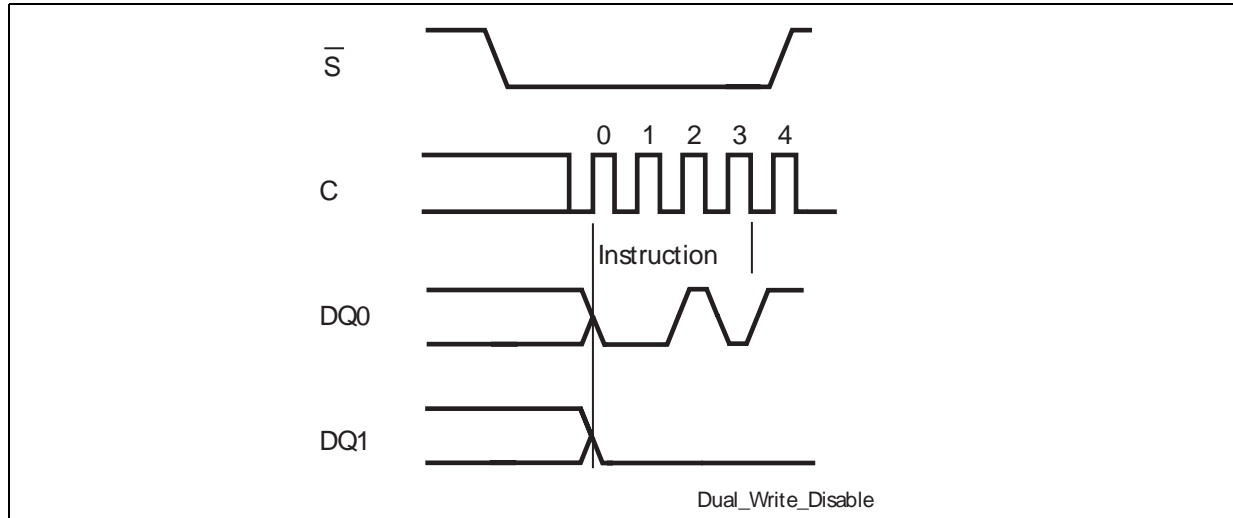 S̅
0 1 2 3 4
C
Instruction
DQ0
DQ1
Dual_Write_Disable